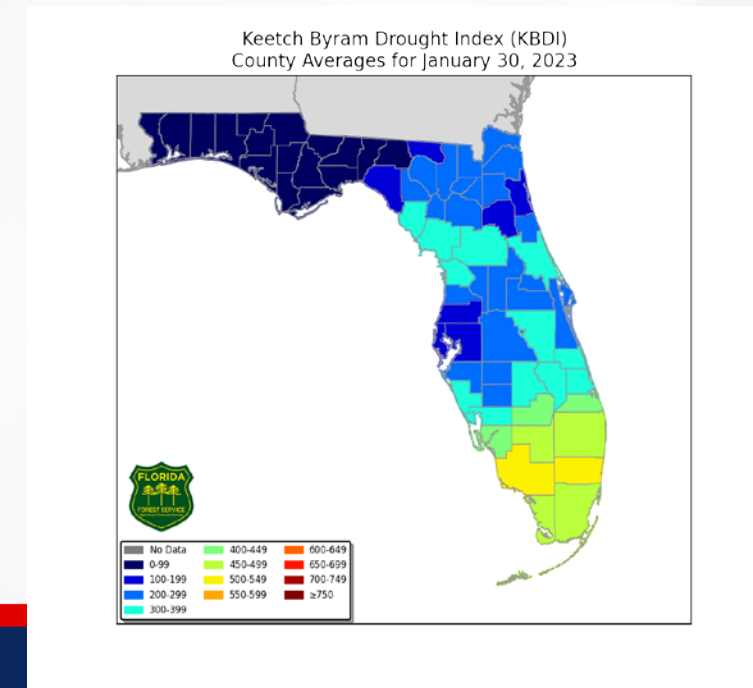 Keetch Byram Drought Index (KBDI)
County Averages for January 30, 2023
FLORIDA
FOREST SERVICE
No Data
0-99
100-199
200-299
300-399
400-449
450-499
500-549
550-599
600-649
650-699
700-749
≥750